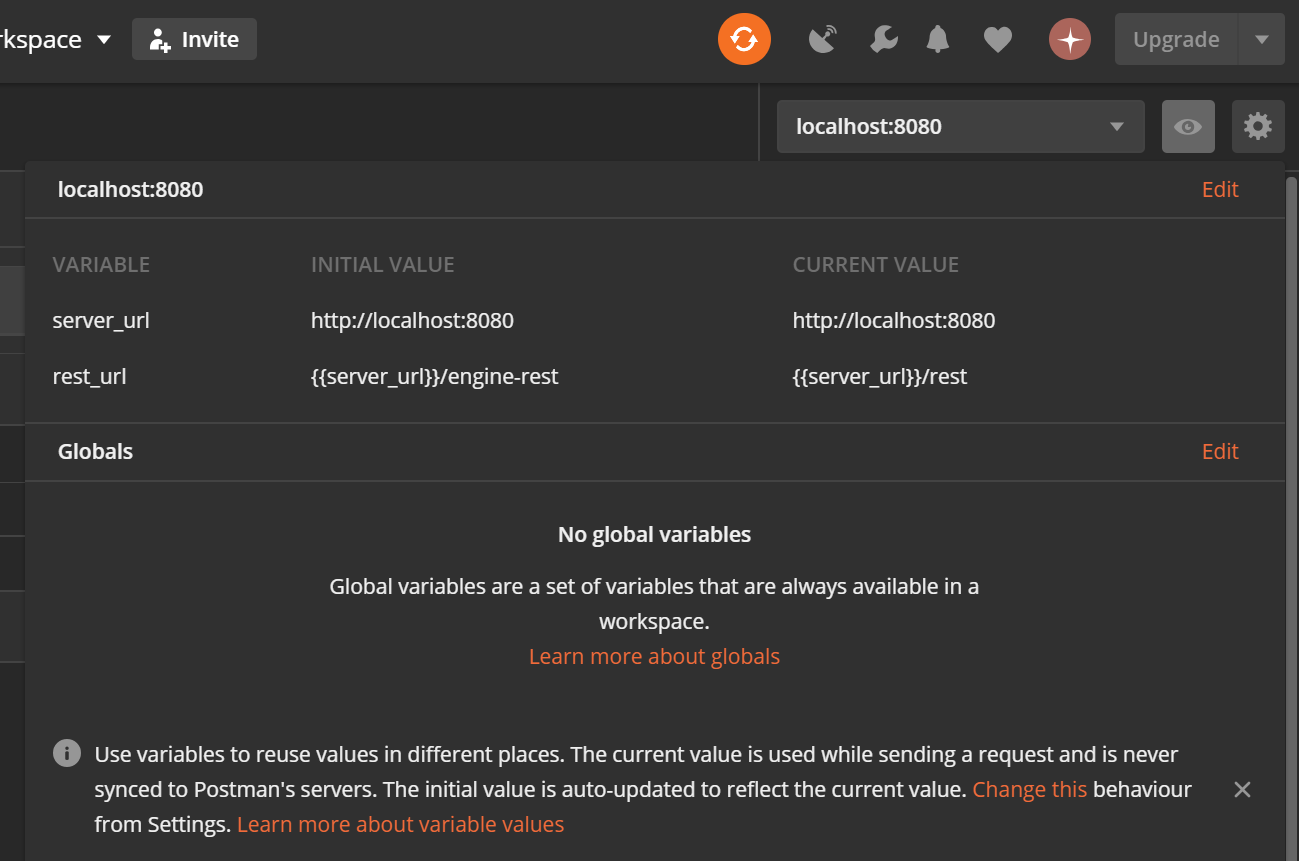 rkspace Invite Upgrade
localhost:8080
localhost:8080 Edit
VARIABLE INITIAL VALUE CURRENT VALUE
server_url http://localhost:8080 http://localhost:8080
rest_url {{server_url}}/engine-rest {{server_url}}/rest
Globals Edit
No global variables
Global variables are a set of variables that are always available in a
workspace.
Learn more about globals
Use variables to reuse values in different places. The current value is used while sending a request and is never
synced to Postman's servers. The initial value is auto-updated to reflect the current value. Change this behaviour
from Settings. Learn more about variable values